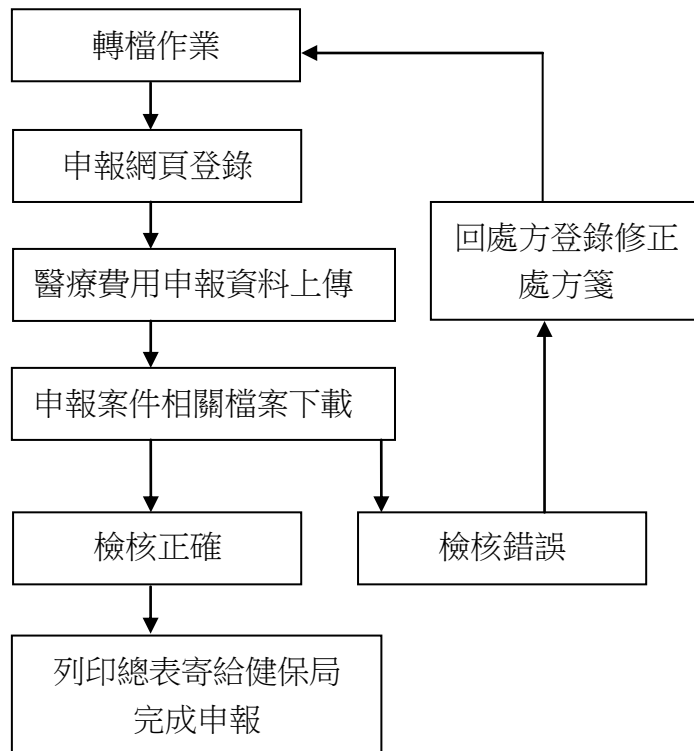 轉檔作業
申報網頁登錄
醫療費用申報資料上傳
申報案件相關檔案下載
檢核正確
列印總表寄給健保局
完成申報
檢核錯誤
回處方登錄修正
處方箋